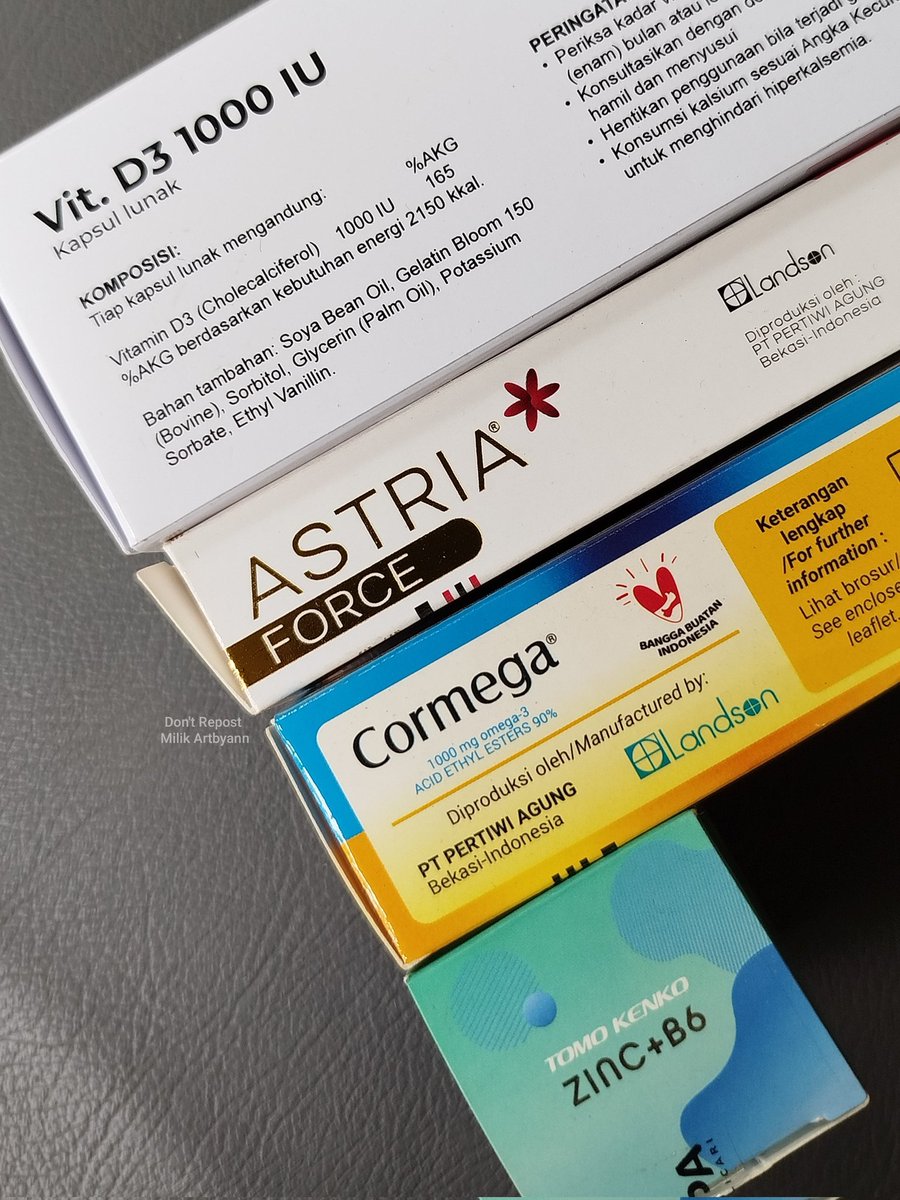 Vit. D3 1000 IU
Kapsul lunak
KOMPOSISI:
Tiap kapsul lunak mengandung:
%AKG
Vitamin D3 (Cholecalciferol) 1000 IU 165
%AKG berdasarkan kebutuhan energi 2150 kkal.
Bahan tambahan: Soya Bean Oil, Gelatin Bloom 150
(Bovine), Sorbitol, Glycerin (Palm Oil), Potassium
Sorbate, Ethyl Vanillin.
PERINGATA
• Periksa kadar
(enam) bulan atau
• Konsultasikan dengan
hamil dan menyusui
• Hentikan penggunaan bila terjadi
• Konsumsi kalsium sesuai Angka Kecu
untuk menghindari hiperkalsemia.
Landson
Diproduksi oleh :
PT PERTIWI AGUNG
Bekasi-Indonesia
ASTRIA®
FORCE
Cormega®
1000 mg omega-3
ACID ETHYL ESTERS 90%
BANGGA BUATAN
INDONESIA
Diproduksi oleh/Manufactured by:
PT PERTIWI AGUNG
Bekasi-Indonesia
Landson
Keterangan
lengkap
/For further
information :
Lihat brosur/
See enclose
leaflet.
Don't Repost
Milik Artbyann
TOMO KENKO
ZINC+B6